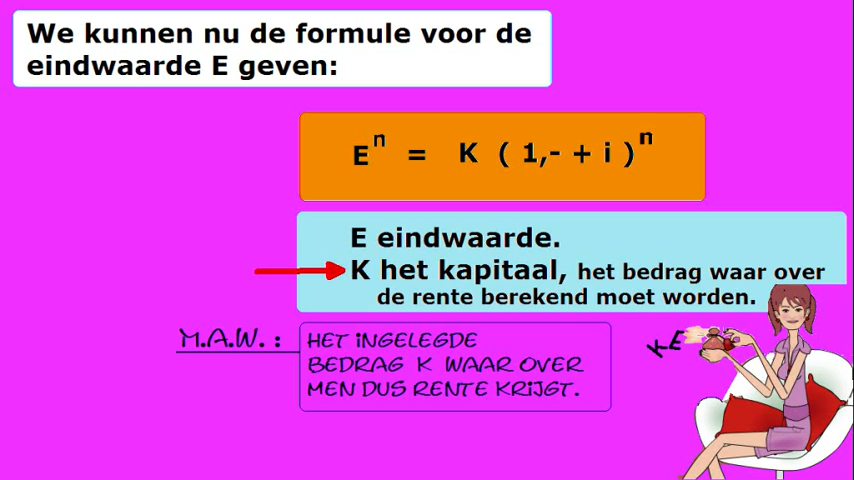 We kunnen nu de formule voor de
eindwaarde E geven:
Eⁿ = K ( 1,- + i )ⁿ
E eindwaarde.
K het kapitaal, het bedrag waar over
de rente berekend moet worden.
M.A.W. :
HET INGELEGDE
BEDRAG K WAAR OVER
MEN DUS RENTE KRIJGT.
K E